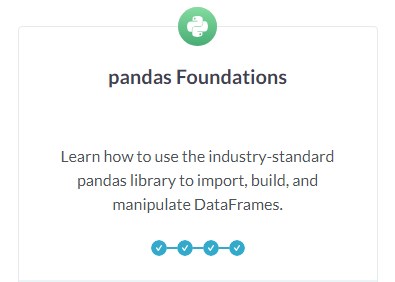 pandas Foundations
Learn how to use the industry-standard
pandas library to import, build, and
manipulate DataFrames.